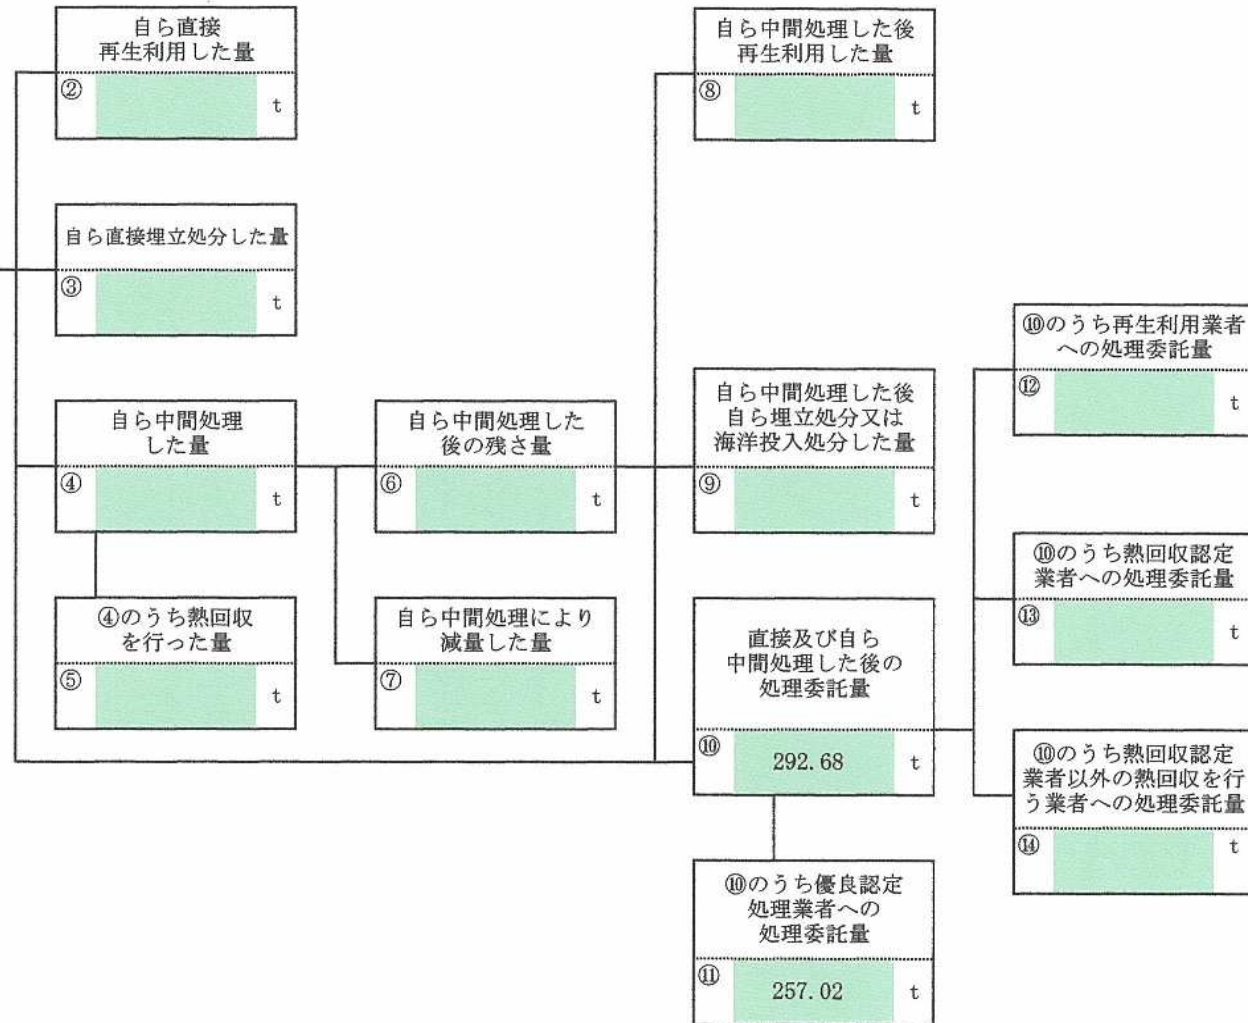 自ら直接
再生利用した量
②
t
自ら中間処理した後
再生利用した量
⑧
t
自ら直接埋立処分した量
③
t
⑩のうち再生利用業者
への処理委託量
⑫
t
自ら中間処理
した量
④
t
自ら中間処理した
後の残さ量
⑥
t
自ら中間処理した後
自ら埋立処分又は
海洋投入処分した量
⑨
t
⑩のうち熱回収認定
業者への処理委託量
⑬
t
④のうち熱回収
を行った量
⑤
t
自ら中間処理により
減量した量
⑦
t
直接及び自ら
中間処理した後の
処理委託量
⑩
292.68
t
⑩のうち熱回収認定
業者以外の熱回収を行
う業者への処理委託量
⑭
t
⑩のうち優良認定
処理業者への
処理委託量
⑪
257.02
t